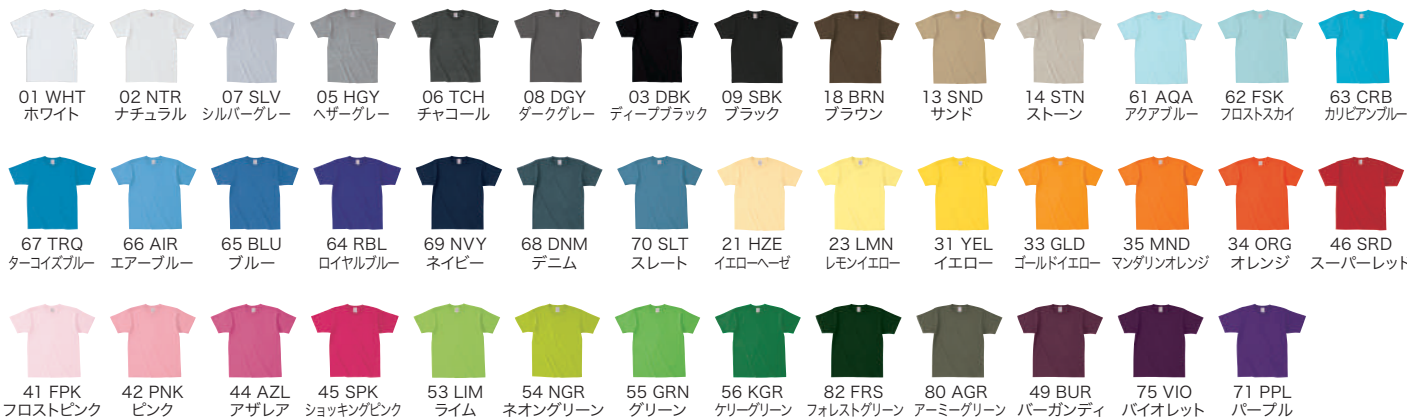 01 WHT 02 NTR 07 SLV 05 HGY 06 TCH 08 DGY 03 DBK 09 SBK 18 BRN 13 SND 14 STN 61 AQA 62 FSK 63 CRB
ホワイト ナチュラル シルバーグレー ヘザーグレー チャコール ダークグレー ディープブラック ブラック ブラウン サンド ストーン アクアブルー フロストスカイ カリビアンブルー
67 TRQ 66 AIR 65 BLU 64 RBL 69 NVY 68 DNM 70 SLT 21 HZE 23 LMN 31 YEL 33 GLD 35 MND 34 ORG 46 SRD
ターコイズブルー エアーブルー ブルー ロイヤルブルー ネイビー デニム スレート イエローヘーゼ レモンイエロー イエロー ゴールドイエロー マンダリンオレンジ オレンジ スーパーレッド
41 FPK 42 PNK 44 AZL 45 SPK 53 LIM 54 NGR 55 GRN 56 KGR 82 FRS 80 AGR 49 BUR 75 VIO 71 PPL
フロストピンク ピンク アザレア ショッキングピンク ライム ネオングリーン グリーン ケリーグリーン フォレストグリーン アーミーグリーン バーガンディ バイオレット パープル